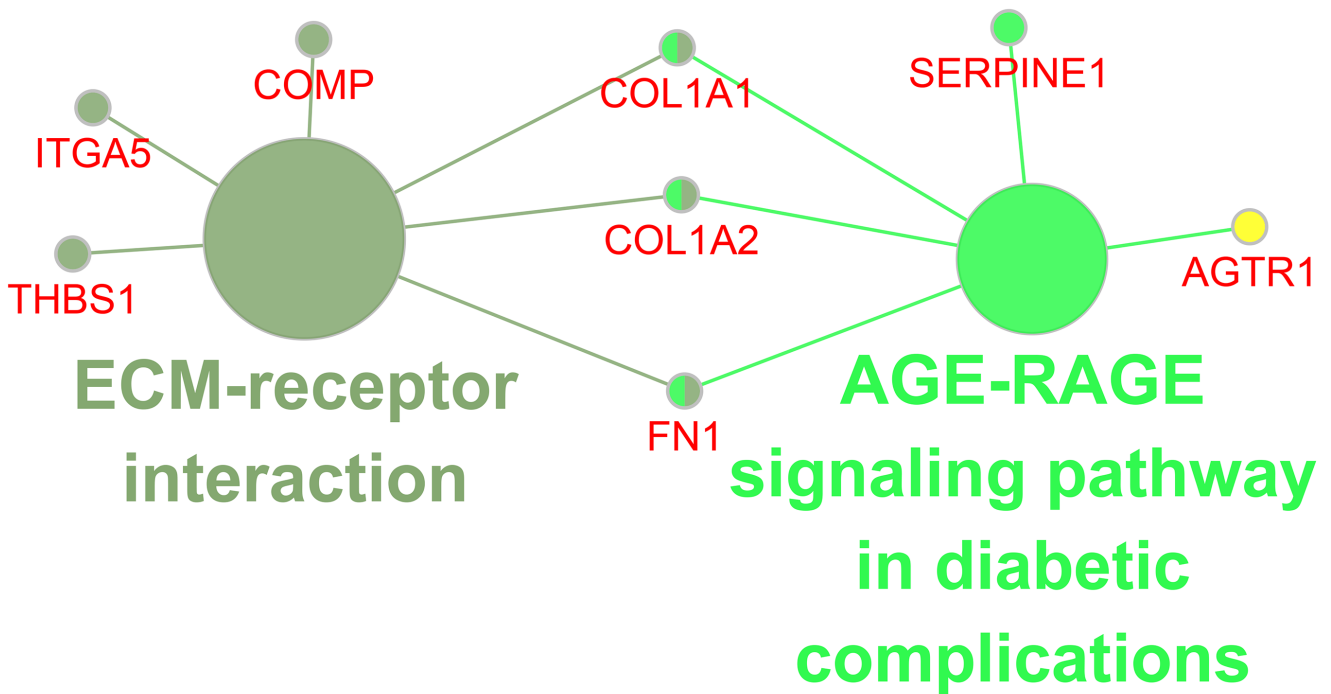 COMP
COL1A1
SERPINE1
ITGA5
COL1A2
THBS1
AGTR1
FN1
ECM-receptor
interaction
AGE-RAGE
signaling pathway
in diabetic
complications